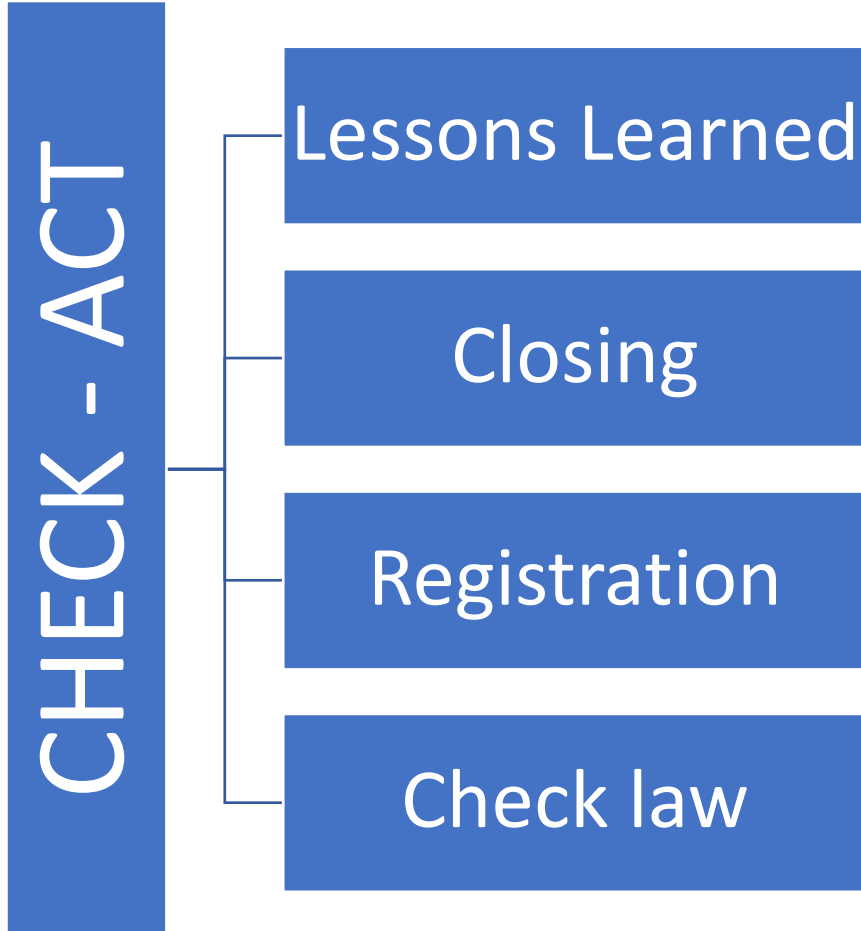 CHECK - ACT
Lessons Learned
Closing
Registration
Check law